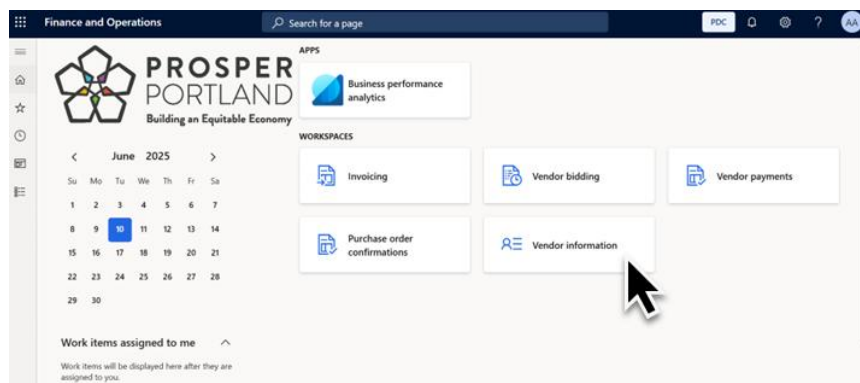 Finance and Operations
Search for a page
PDC
?
AA
PROSPER
PORTLAND
Building an Equitable Economy
APPS
Business performance
analytics
WORKSPACES
Invoicing
Vendor bidding
Vendor payments
Purchase order
confirmations
Vendor information
< June 2025 >
Su Mo Tu We Th Fr Sa
1 2 3 4 5 6 7
8 9 10 11 12 13 14
15 16 17 18 19 20 21
22 23 24 25 26 27 28
29 30
Work items assigned to me
Work items will be displayed here after they are
assigned to you.